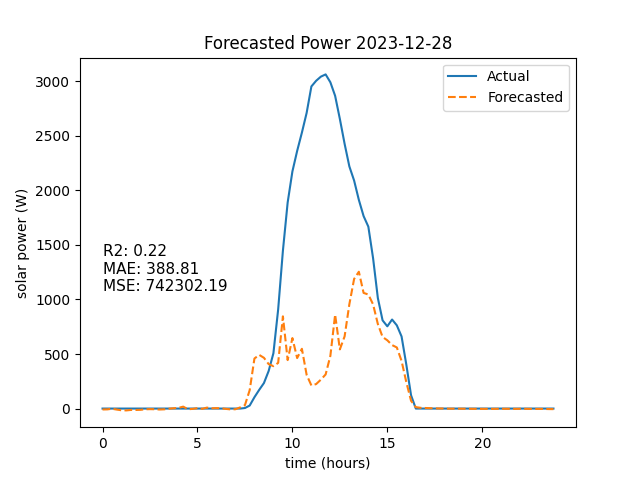 Forecasted Power 2023-12-28
Actual
Forecasted
R2: 0.22
MAE: 388.81
MSE: 742302.19
solar power (W)
3000
2500
2000
1500
1000
500
0
0 5 10 15 20
time (hours)